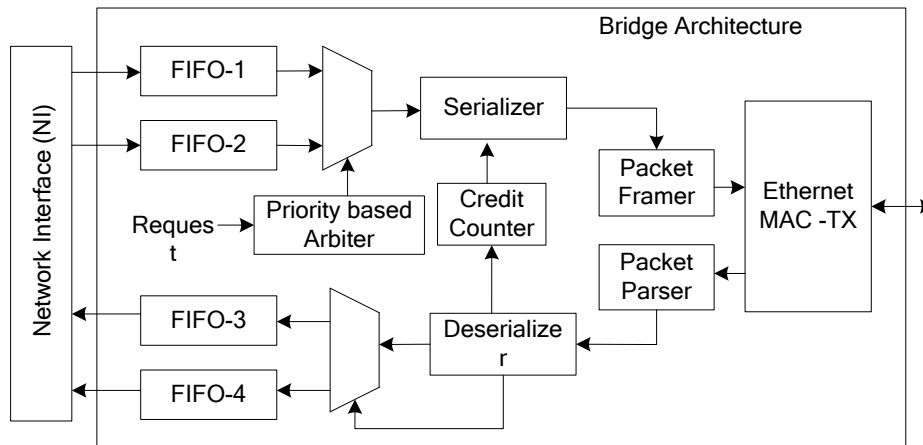 Bridge Architecture
Network Interface (NI)
FIFO-1
FIFO-2
Serializer
Packet
Framer
Ethernet
MAC -TX
Priority based
Arbiter
Reques
t
Credit
Counter
Packet
Parser
FIFO-3
FIFO-4
Deserialize
r